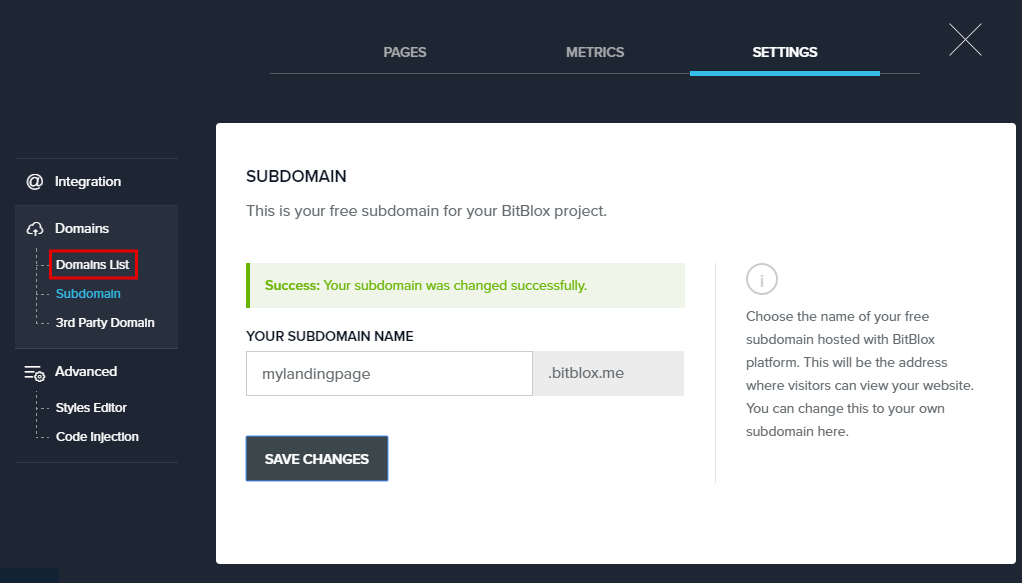 PAGES
METRICS
SETTINGS
@ Integration
Domains
Domains List
Subdomain
3rd Party Domain
Advanced
Styles Editor
Code Injection
SUBDOMAIN
This is your free subdomain for your BitBlox project.
Success: Your subdomain was changed successfully.
YOUR SUBDOMAIN NAME
mylandingpage .bitblox.me
SAVE CHANGES
i
Choose the name of your free
subdomain hosted with BitBlox
platform. This will be the address
where visitors can view your website.
You can change this to your own
subdomain here.